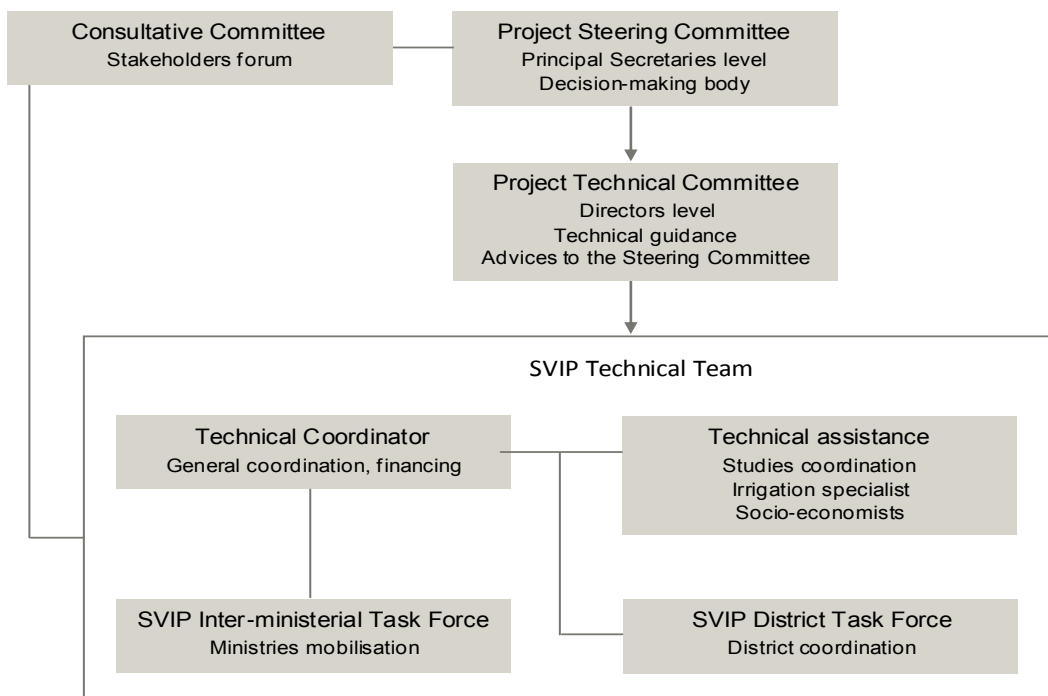 Consultative Committee
Stakeholders forum
Project Steering Committee
Principal Secretaries level
Decision-making body
Project Technical Committee
Directors level
Technical guidance
Advices to the Steering Committee
SVIP Technical Team
Technical Coordinator
General coordination, financing
Technical assistance
Studies coordination
Irrigation specialist
Socio-economists
SVIP Inter-ministerial Task Force
Ministries mobilisation
SVIP District Task Force
District coordination